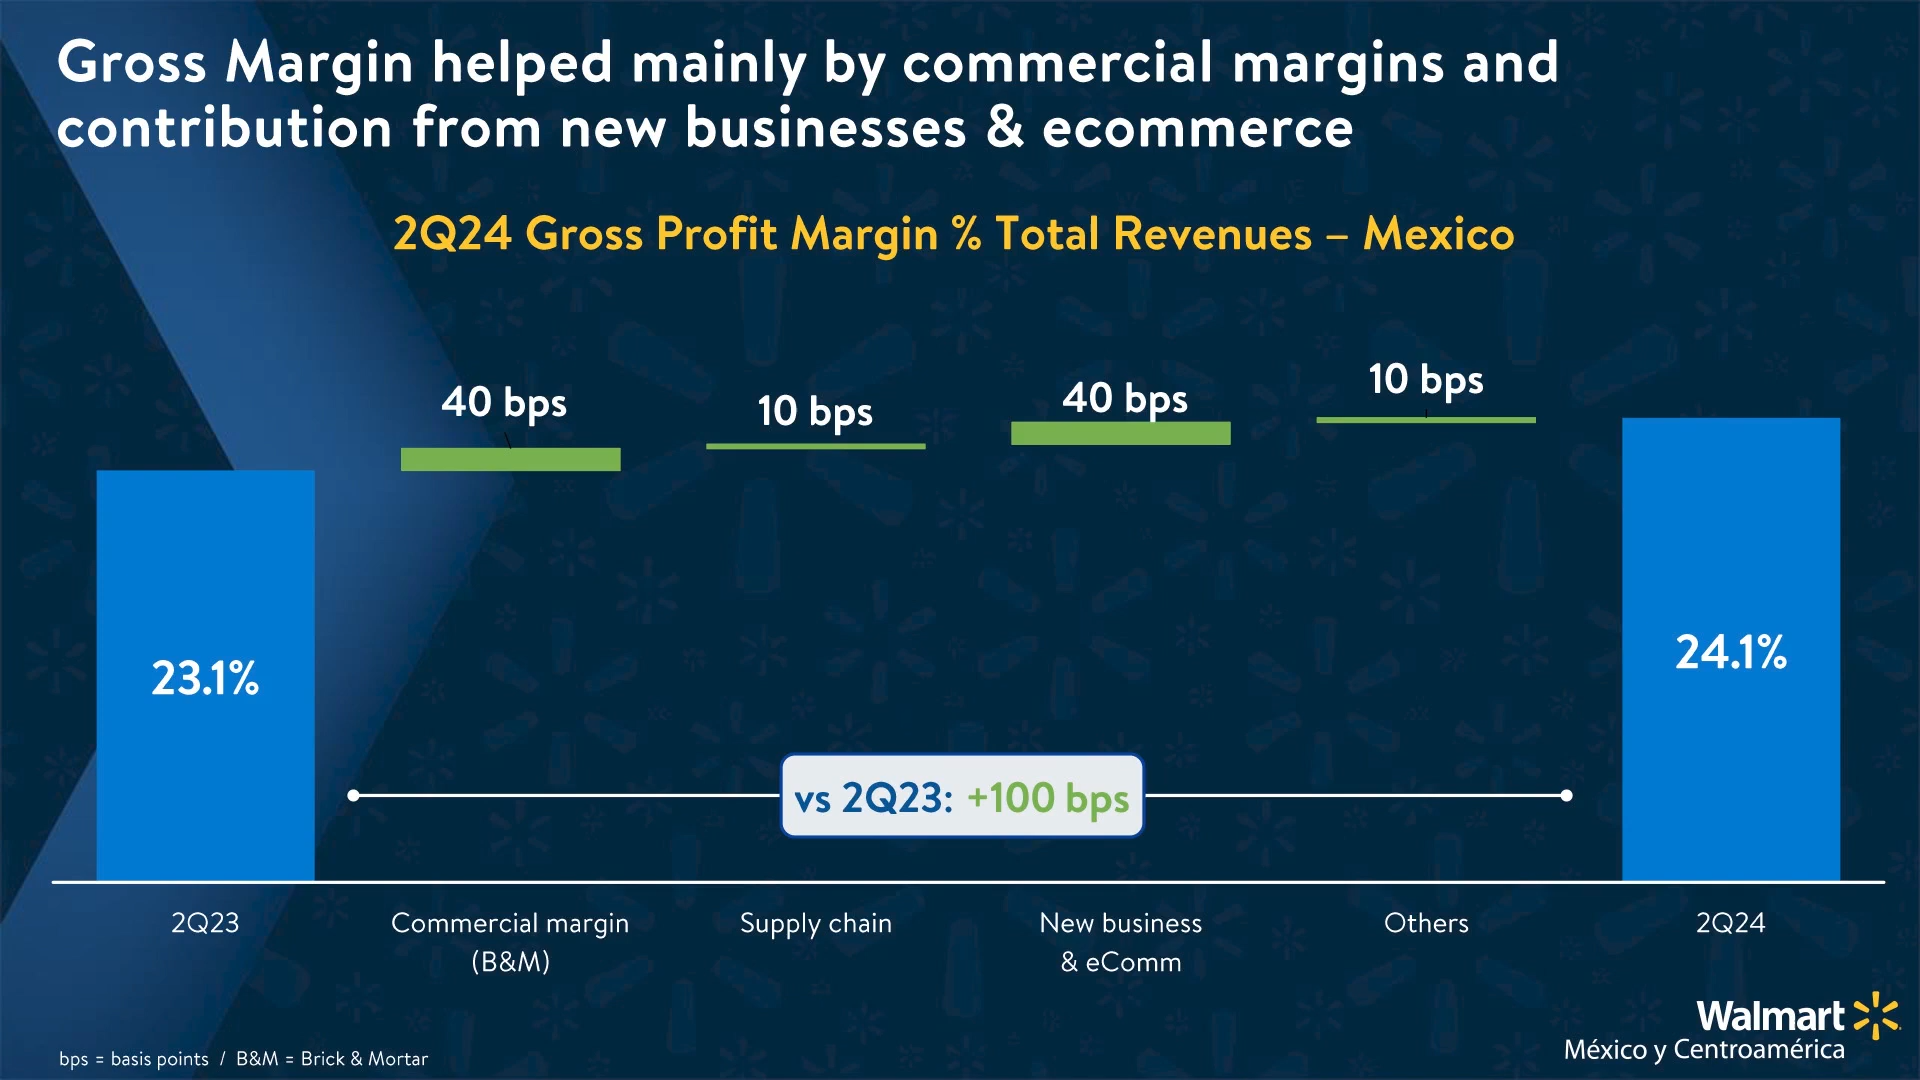 Gross Margin helped mainly by commercial margins and
contribution from new businesses & ecommerce
2Q24 Gross Profit Margin % Total Revenues – Mexico
40 bps
10 bps
40 bps
10 bps
23.1%
24.1%
vs 2Q23: +100 bps
2Q23
Commercial margin
(B&M)
Supply chain
New business
& eComm
Others
2Q24
Walmart
México y Centroamérica
bps = basis points / B&M = Brick & Mortar